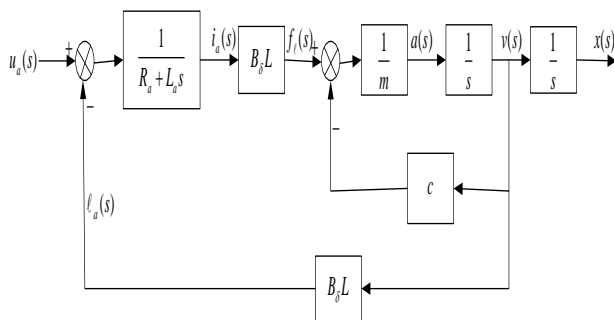 u_a(s)
+
−
1
R_a + L_a s
i_a(s)
B_δ L
f_ℓ(s)
+
−
1
m
a(s)
1
s
v(s)
1
s
x(s)
c
ℓ_a(s)
B_δ L